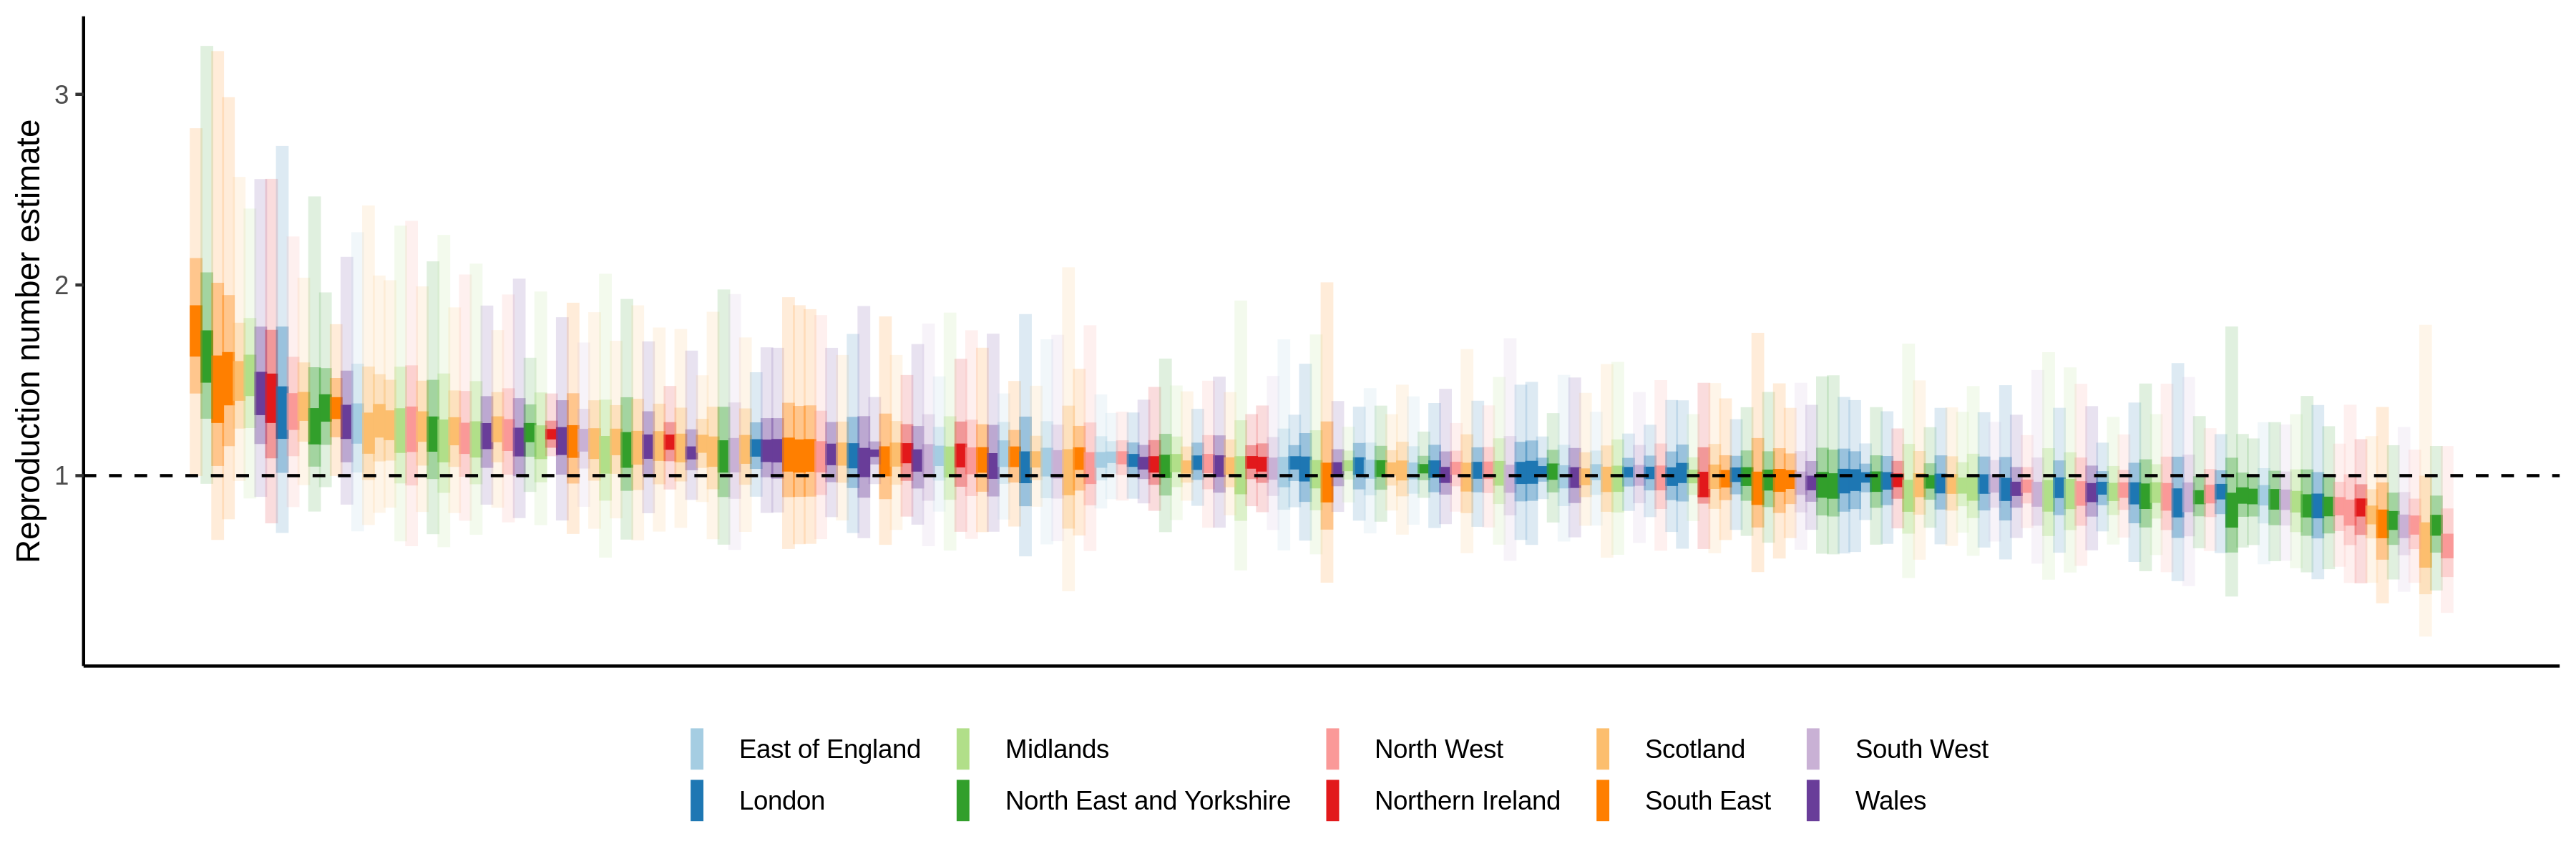 Reproduction number estimate
3
2
1
East of England
Midlands
North West
Scotland
South West
London
North East and Yorkshire
Northern Ireland
South East
Wales